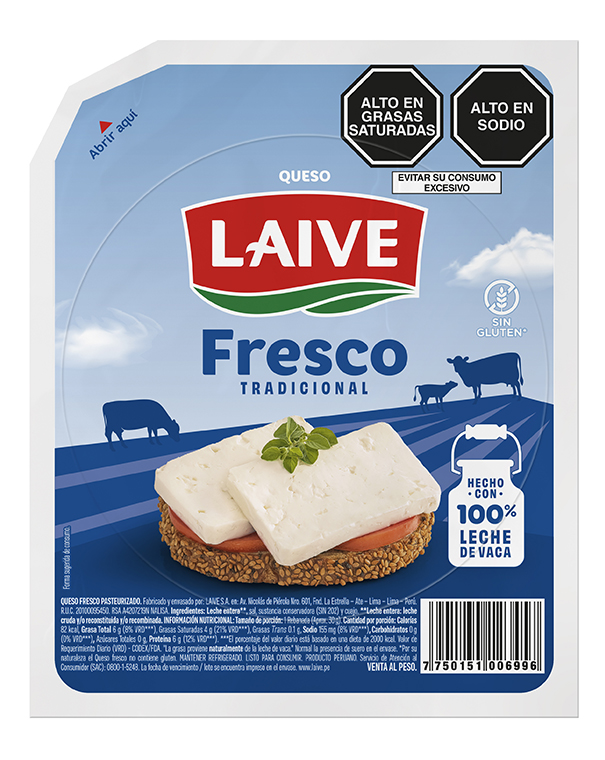 ALTO EN
GRASAS
SATURADAS
ALTO EN
SODIO
EVITAR SU CONSUMO
EXCESIVO
Abrir aquí
QUESO
LAIVE
Fresco
TRADICIONAL
SIN
GLUTEN*
HECHO
· CON ·
100%
LECHE
DE VACA
Forma sugerida de consumo.
QUESO FRESCO PASTEURIZADO. Fabricado y envasado por: LAIVE S.A. en: Av. Nicolás de Piérola Nro. 601, Fnd. La Estrella - Ate - Lima - Lima - Perú.
R.U.C. 20100095450. RSA A4207219N NALISA. Ingredientes: Leche entera**, sal, sustancia conservadora (SIN 202) y cuajo. **Leche entera: leche
cruda y/o reconstituida y/o recombinada. INFORMACIÓN NUTRICIONAL: Tamaño de porción: 1 Rebanada (Aprox. 30g). Cantidad por porción: Calorías
82 kcal, Grasa Total 6 g (8% VRD***), Grasas Saturadas 4 g (21% VRD***), Grasas Trans 0.1 g, Sodio 155 mg (8% VRD***), Carbohidratos 0 g
(0% VRD***), Azúcares Totales 0 g, Proteína 6 g (12% VRD***). ***El porcentaje del valor diario está basado en una dieta de 2000 kcal. Valor de
Requerimiento Diario (VRD) - CODEX/FDA. "La grasa proviene naturalmente de la leche de vaca." Normal la presencia de suero en el envase. *Por su
naturaleza el Queso fresco no contiene gluten. MANTENER REFRIGERADO. LISTO PARA CONSUMIR. PRODUCTO PERUANO. Servicio de Atención al
Consumidor (SAC): 0800-1-5248. La fecha de vencimiento / lote se encuentra impresa en el envase. www.laive.pe
VENTA AL PESO.
7 750151 006996